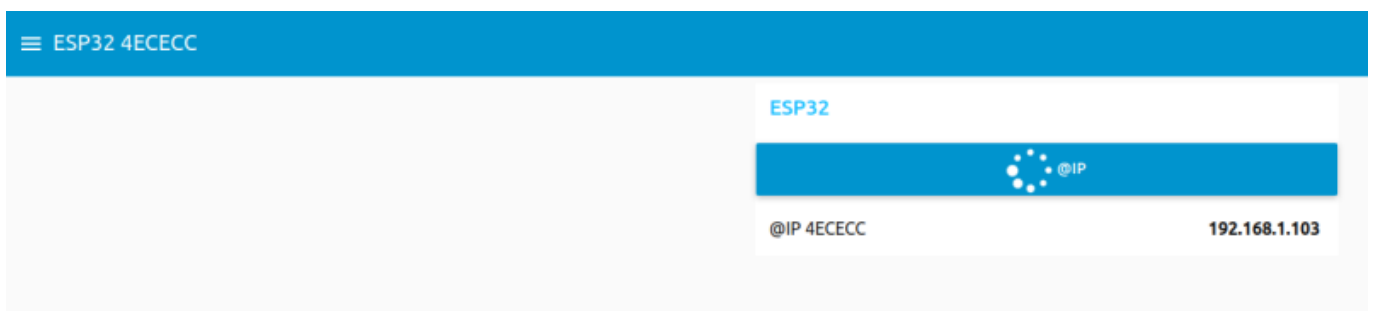 ESP32 4ECECC
ESP32
@IP
@IP 4ECECC 192.168.1.103